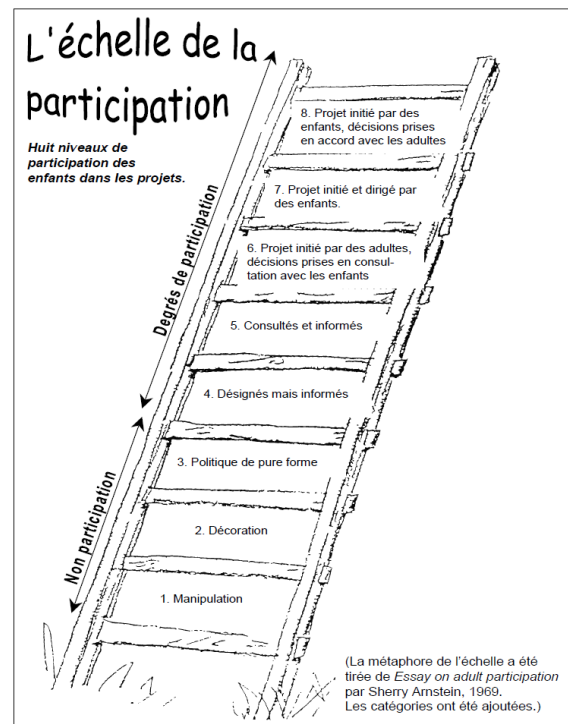 L'échelle de la
participation
Huit niveaux de
participation des
enfants dans les projets.
Degrés de participation
Non participation
8. Projet initié par des
enfants, décisions prises
en accord avec les adultes
7. Projet initié et dirigé par
des enfants.
6. Projet initié par des adultes,
décisions prises en consul-
tation avec les enfants
5. Consultés et informés
4. Désignés mais informés
3. Politique de pure forme
2. Décoration
1. Manipulation
(La métaphore de l'échelle a été
tirée de Essay on adult participation
par Sherry Arnstein, 1969.
Les catégories ont été ajoutées.)